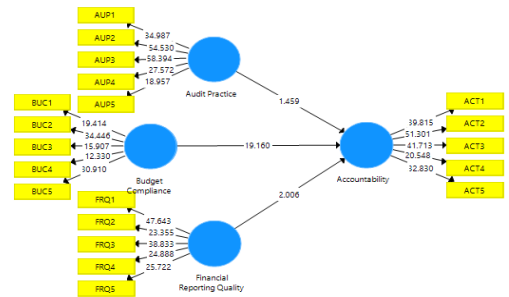 AUP1
AUP2
AUP3
AUP4
AUP5
34.987
54.530
58.394
27.572
18.957
Audit Practice
1.459
BUC1
BUC2
BUC3
BUC4
BUC5
19.414
34.446
15.907
12.330
30.910
Budget
Compliance
19.160
FRQ1
FRQ2
FRQ3
FRQ4
FRQ5
47.643
23.355
38.833
24.888
25.722
Financial
Reporting Quality
2.006
Accountability
39.815
51.301
41.713
20.548
32.830
ACT1
ACT2
ACT3
ACT4
ACT5